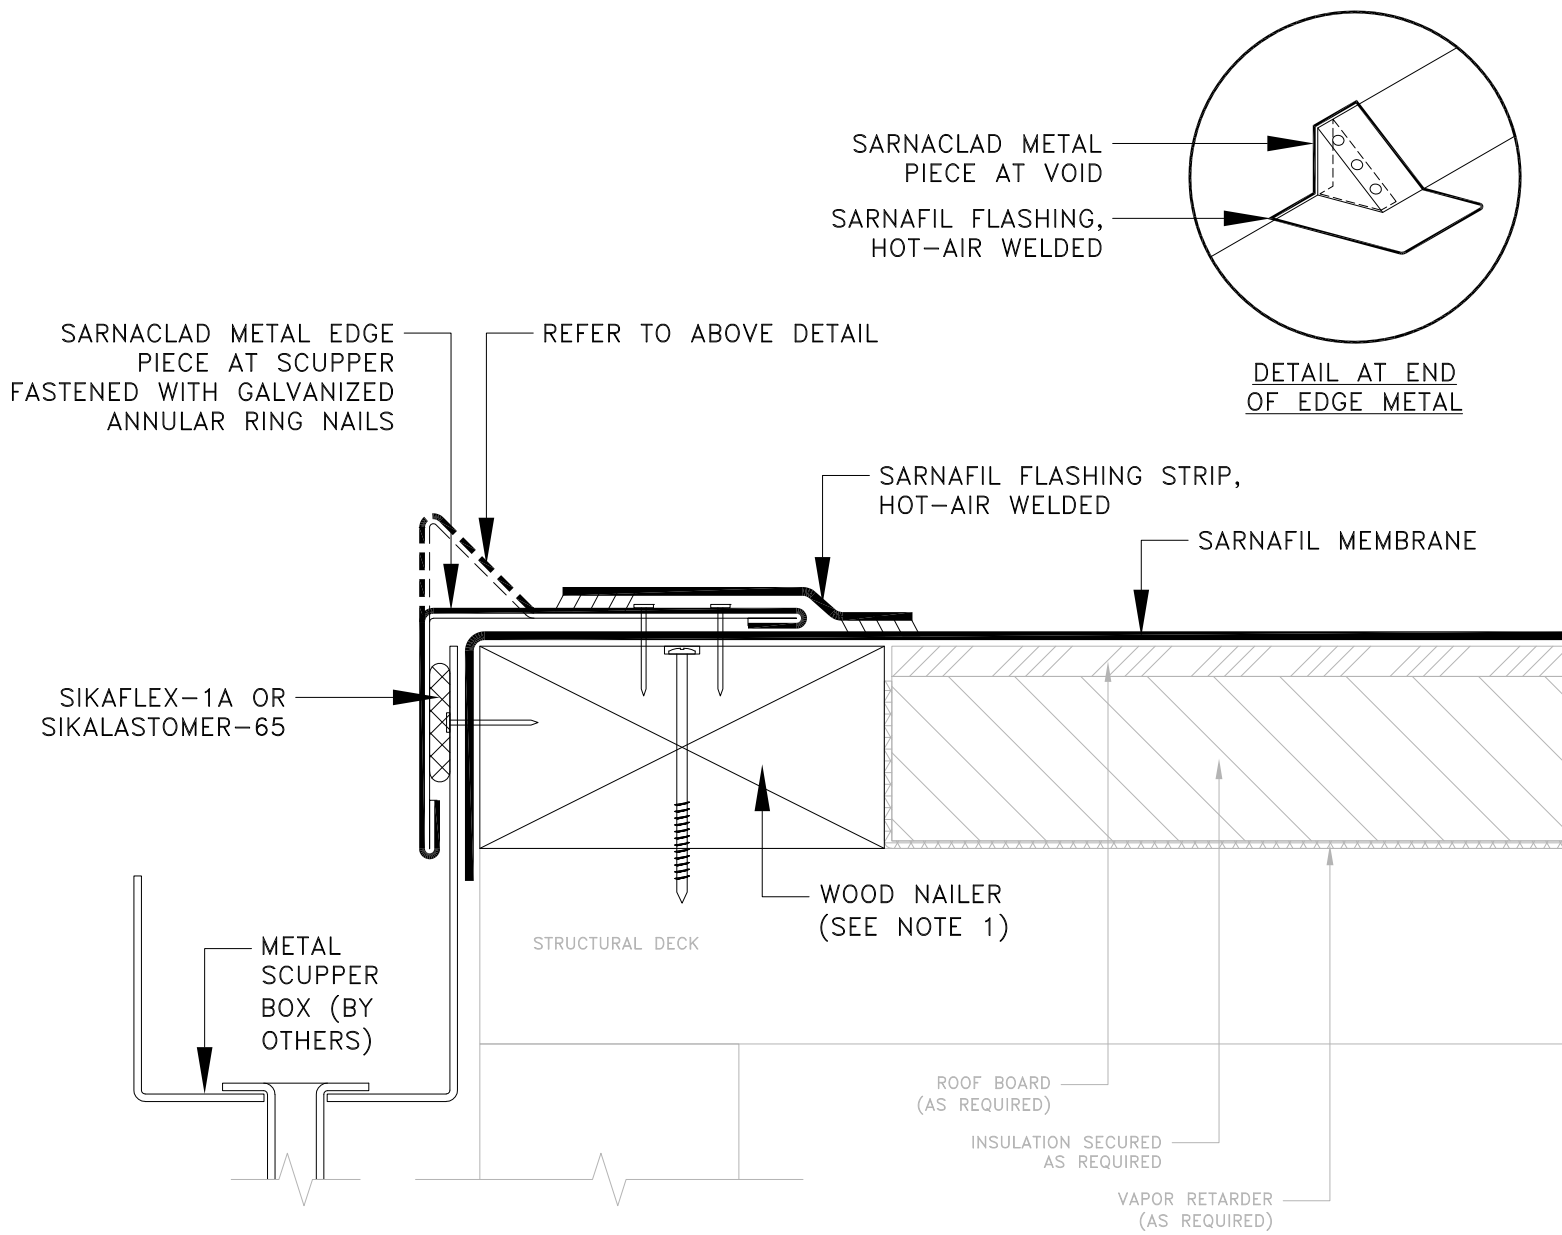 SARNACLAD METAL
PIECE AT VOID
SARNAFIL FLASHING,
HOT-AIR WELDED
DETAIL AT END
OF EDGE METAL
SARNACLAD METAL EDGE
PIECE AT SCUPPER
FASTENED WITH GALVANIZED
ANNULAR RING NAILS
REFER TO ABOVE DETAIL
SARNAFIL FLASHING STRIP,
HOT-AIR WELDED
SARNAFIL MEMBRANE
SIKAFLEX-1A OR
SIKALASTOMER-65
WOOD NAILER
(SEE NOTE 1)
STRUCTURAL DECK
METAL
SCUPPER
BOX (BY
OTHERS)
ROOF BOARD
(AS REQUIRED)
INSULATION SECURED
AS REQUIRED
VAPOR RETARDER
(AS REQUIRED)